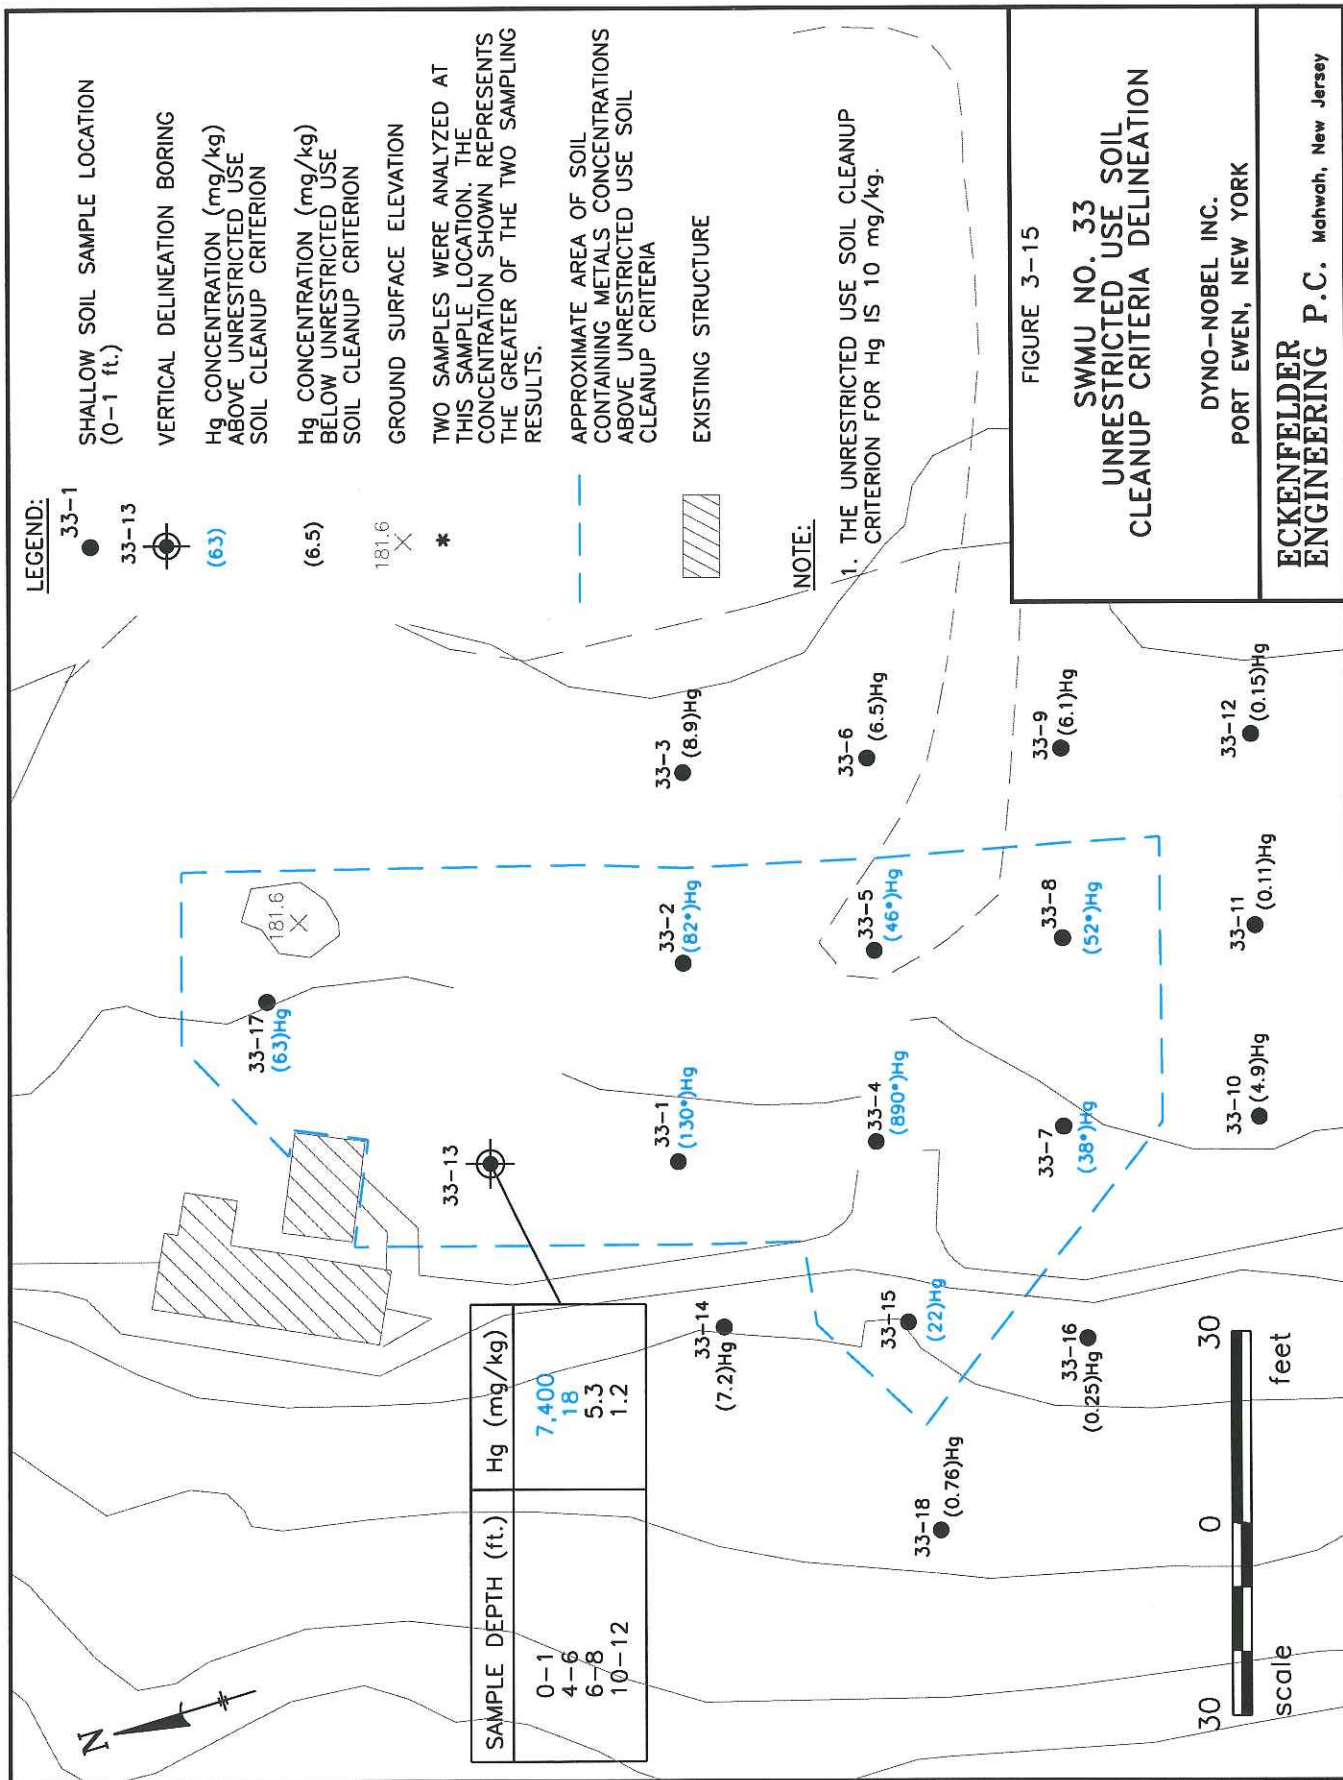 LEGEND:
33-1
SHALLOW SOIL SAMPLE LOCATION
(0-1 ft.)
33-13
VERTICAL DELINEATION BORING
(63)
Hg CONCENTRATION (mg/kg)
ABOVE UNRESTRICTED USE
SOIL CLEANUP CRITERION
(6.5)
Hg CONCENTRATION (mg/kg)
BELOW UNRESTRICTED USE
SOIL CLEANUP CRITERION
181.6
GROUND SURFACE ELEVATION
*
TWO SAMPLES WERE ANALYZED AT
THIS SAMPLE LOCATION. THE
CONCENTRATION SHOWN REPRESENTS
THE GREATER OF THE TWO SAMPLING
RESULTS.
APPROXIMATE AREA OF SOIL
CONTAINING METALS CONCENTRATIONS
ABOVE UNRESTRICTED USE SOIL
CLEANUP CRITERIA
EXISTING STRUCTURE
NOTE:
1. THE UNRESTRICTED USE SOIL CLEANUP
CRITERION FOR Hg IS 10 mg/kg.
N
181.6
33-17
(63)Hg
33-13
SAMPLE DEPTH (ft.) Hg (mg/kg)
0-1 7,400
4-6 18
6-8 5.3
10-12 1.2
33-1
(130*)Hg
33-2
(82*)Hg
33-3
(8.9)Hg
33-14
(7.2)Hg
33-4
(890*)Hg
33-5
(46*)Hg
33-6
(6.5)Hg
33-15
(22)Hg
33-18
(0.76)Hg
33-7
(38*)Hg
33-8
(52*)Hg
33-9
(6.1)Hg
33-16
(0.25)Hg
33-10
(4.9)Hg
33-11
(0.11)Hg
33-12
(0.15)Hg
30 0 30
scale feet
FIGURE 3-15
SWMU NO. 33
UNRESTRICTED USE SOIL
CLEANUP CRITERIA DELINEATION
DYNO-NOBEL INC.
PORT EWEN, NEW YORK
ECKENFELDER
ENGINEERING P.C. Mahwah, New Jersey